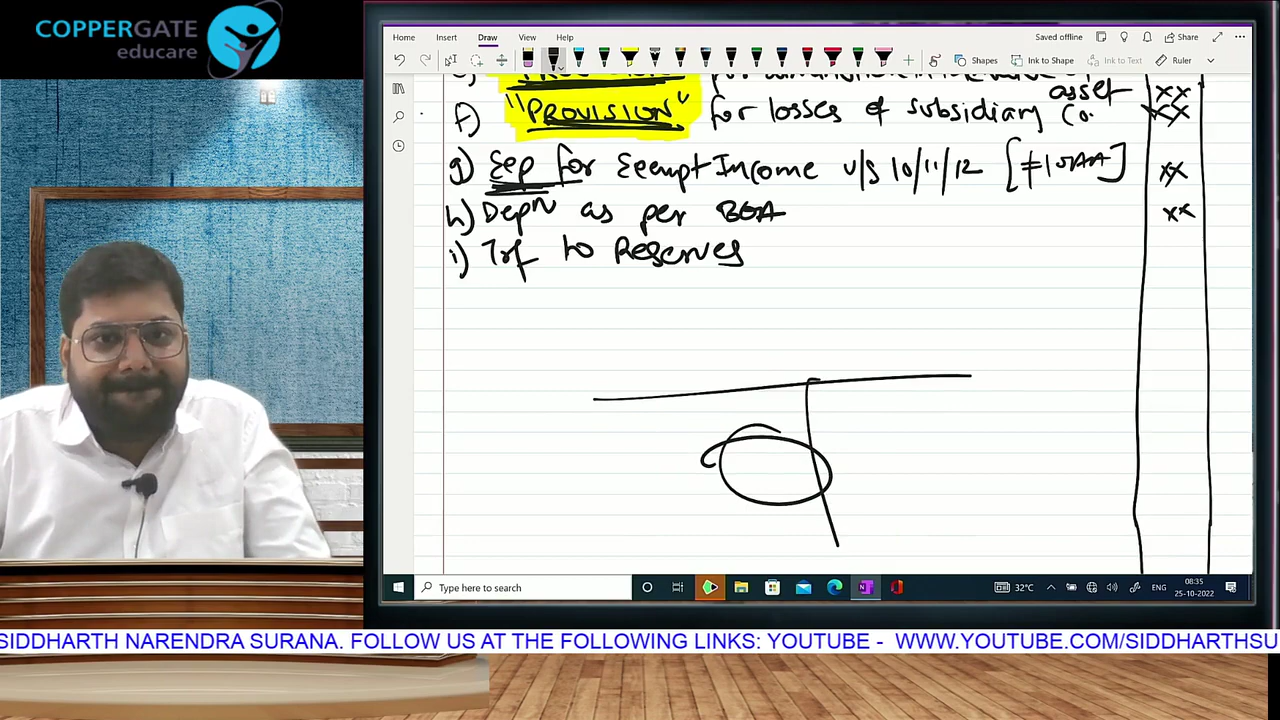 COPPERGATE
educare
Saved offline
Share
Home Insert Draw View Help
Shapes Ink to Shape Ink to Text Ruler
asset xx
f) "PROVISION" for losses of subsidiary Co. xx
g) Exp for Exempt Income u/s 10/11/12 [≠10AA] xx
h) Depn as per BOA xx
i) Trf to Reserves
Type here to search
32°C
ENG
08:35
25-10-2022
SIDDHARTH NARENDRA SURANA. FOLLOW US AT THE FOLLOWING LINKS: YOUTUBE - WWW.YOUTUBE.COM/SIDDHARTHSU